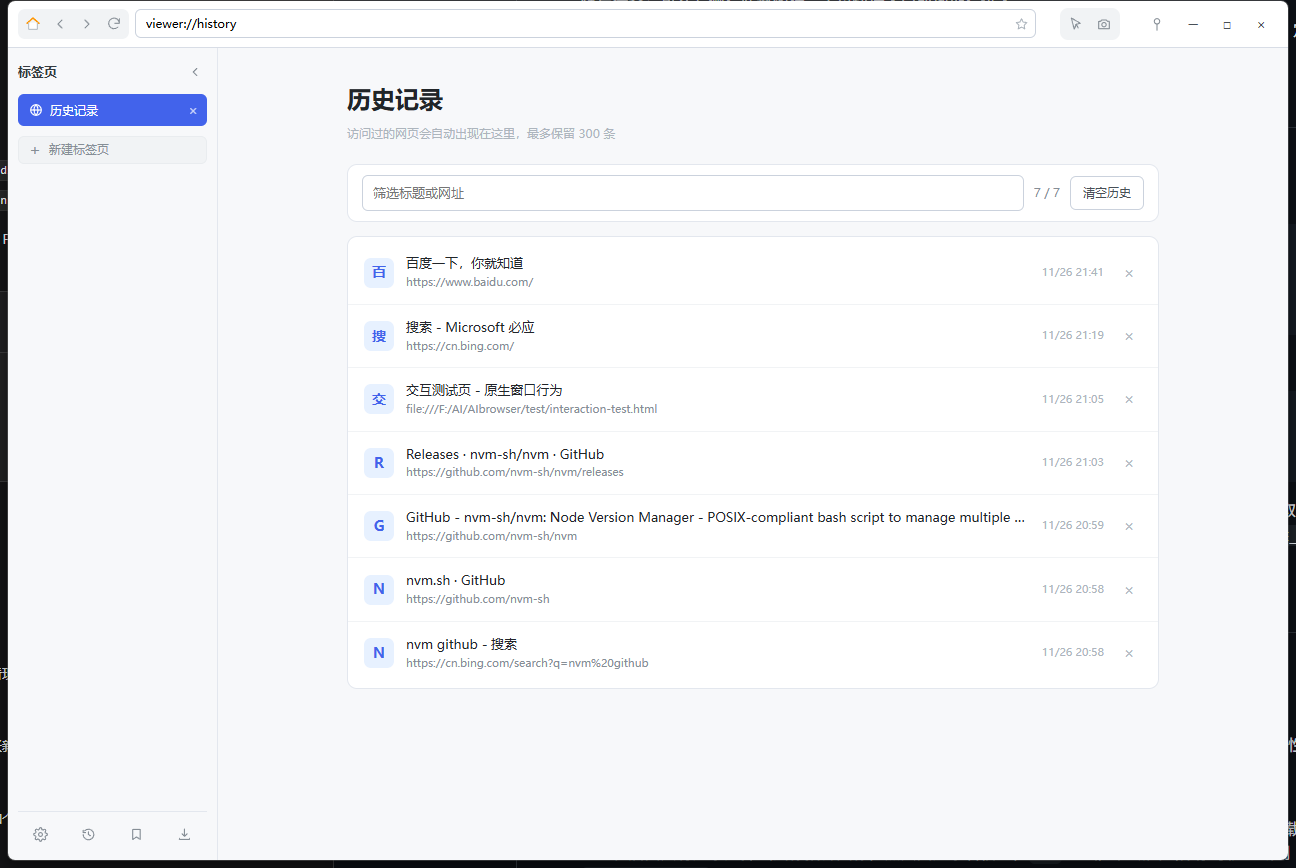 viewer://history
标签页
历史记录
新建标签页
历史记录
访问过的网页会自动出现在这里，最多保留 300 条
筛选标题或网址
7 / 7
清空历史
百
百度一下，你就知道
https://www.baidu.com/
11/26 21:41
搜
搜索 - Microsoft 必应
https://cn.bing.com/
11/26 21:19
交
交互测试页 - 原生窗口行为
file:///F:/AI/AIbrowser/test/interaction-test.html
11/26 21:05
R
Releases · nvm-sh/nvm · GitHub
https://github.com/nvm-sh/nvm/releases
11/26 21:03
G
GitHub - nvm-sh/nvm: Node Version Manager - POSIX-compliant bash script to manage multiple ...
https://github.com/nvm-sh/nvm
11/26 20:59
N
nvm.sh · GitHub
https://github.com/nvm-sh
11/26 20:58
N
nvm github - 搜索
https://cn.bing.com/search?q=nvm%20github
11/26 20:58